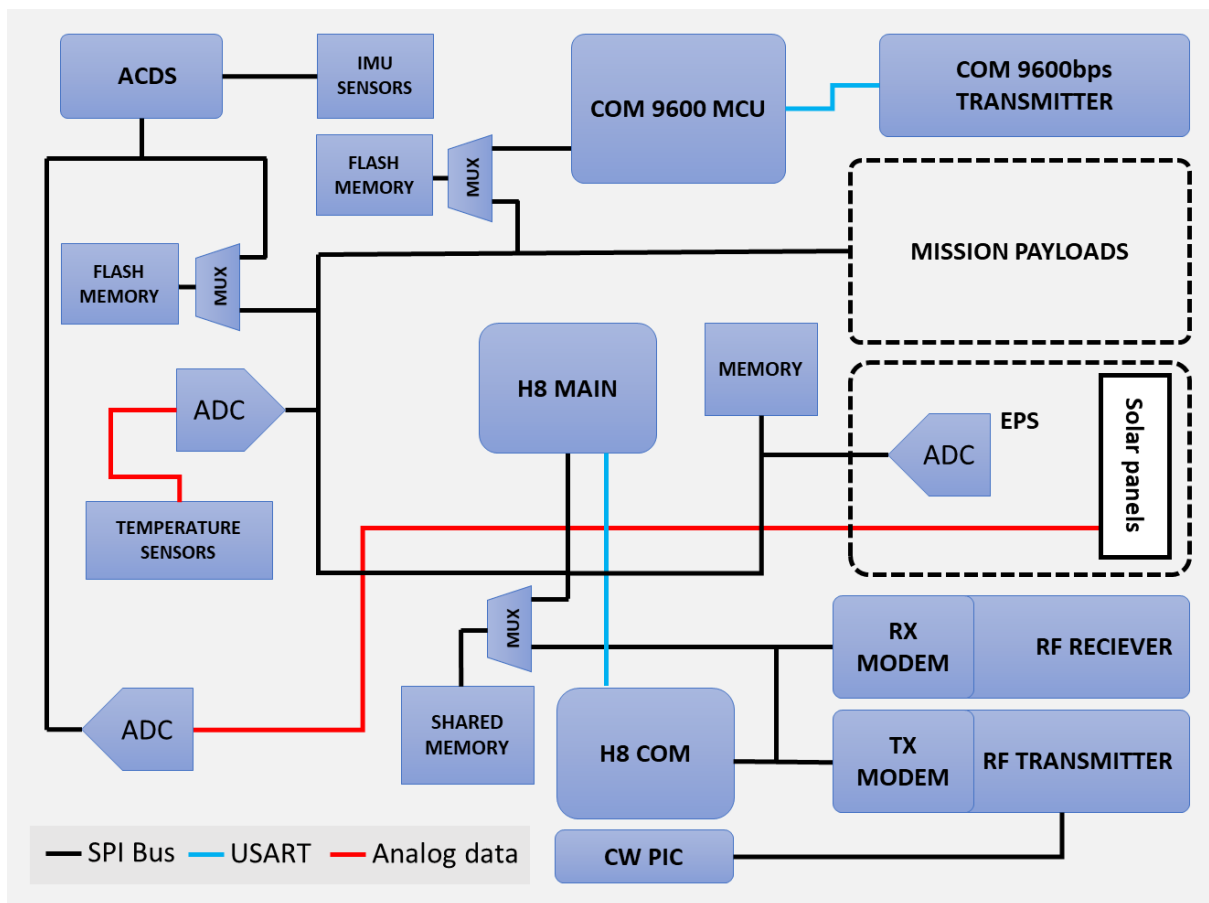 ACDS
IMU
SENSORS
COM 9600 MCU
COM 9600bps
TRANSMITTER
FLASH
MEMORY
MUX
MISSION PAYLOADS
FLASH
MEMORY
MUX
H8 MAIN
MEMORY
ADC
EPS
ADC
Solar panels
TEMPERATURE
SENSORS
MUX
RX
MODEM
RF RECIEVER
ADC
SHARED
MEMORY
H8 COM
TX
MODEM
RF TRANSMITTER
CW PIC
SPI Bus
USART
Analog data